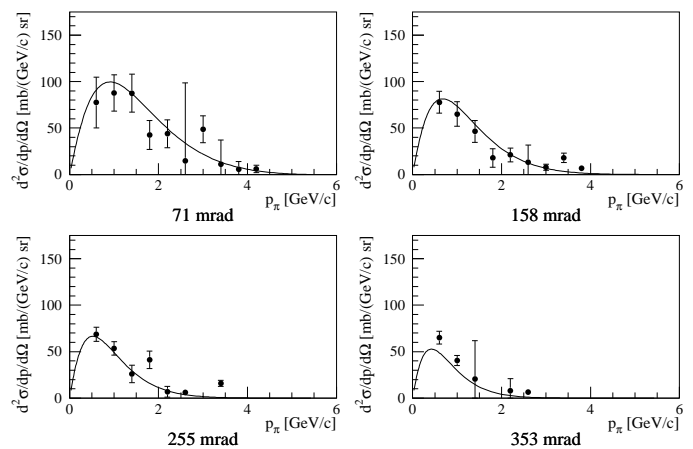 d²σ/dp/dΩ [mb/(GeV/c) sr]
150
100
50
0
0 2 4 6
p_π [GeV/c]
71 mrad
d²σ/dp/dΩ [mb/(GeV/c) sr]
150
100
50
0
0 2 4 6
p_π [GeV/c]
158 mrad
d²σ/dp/dΩ [mb/(GeV/c) sr]
150
100
50
0
0 2 4 6
p_π [GeV/c]
255 mrad
d²σ/dp/dΩ [mb/(GeV/c) sr]
150
100
50
0
0 2 4 6
p_π [GeV/c]
353 mrad